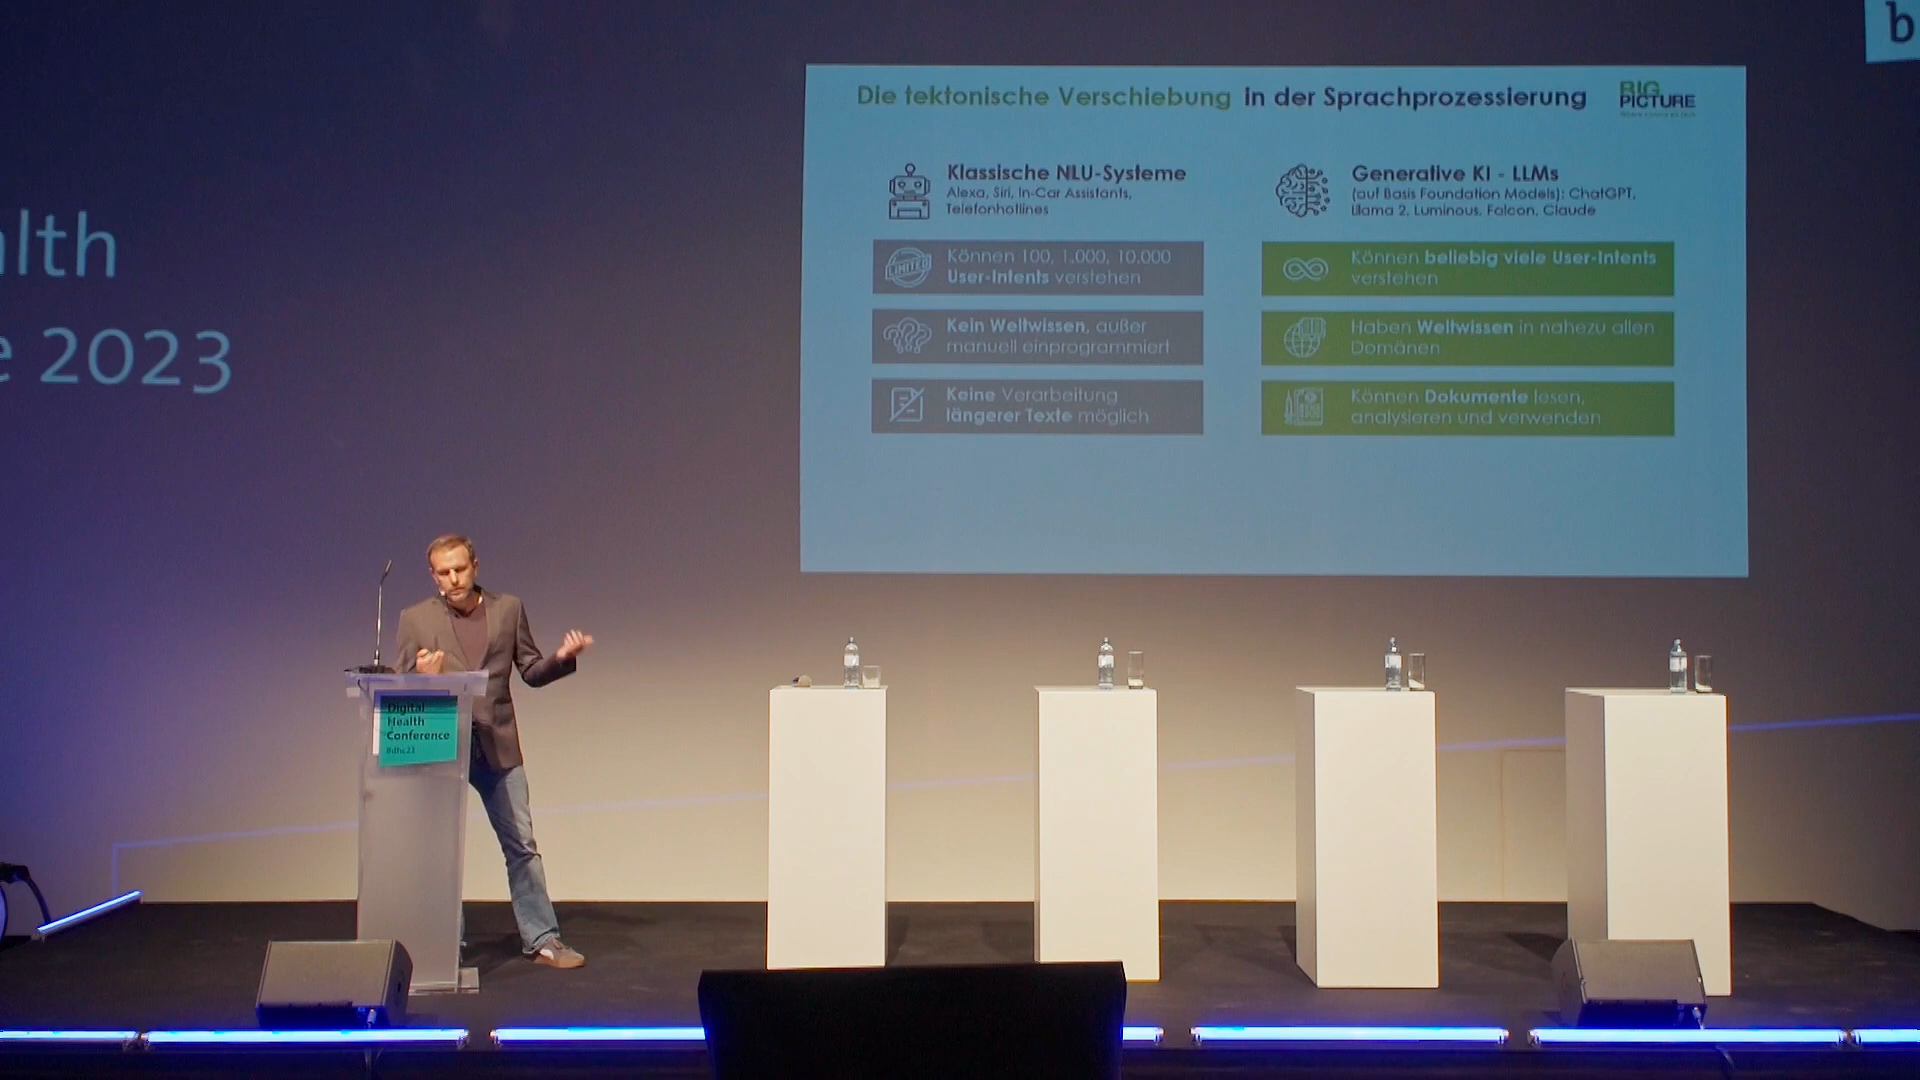 alth
e 2023
b
Die tektonische Verschiebung in der Sprachprozessierung
BIG
PICTURE
Klassische NLU-Systeme
Alexa, Siri, In-Car Assistants,
Telefonhotlines
LIMITED
Können 100, 1.000, 10.000
User-Intents verstehen
Kein Weltwissen, außer
manuell einprogrammiert
Keine Verarbeitung
längerer Texte möglich
Generative KI - LLMs
(auf Basis Foundation Models): ChatGPT,
Llama 2, Luminous, Falcon, Claude
Können beliebig viele User-Intents
verstehen
Haben Weltwissen in nahezu allen
Domänen
Können Dokumente lesen,
analysieren und verwenden
Digital
Health
Conference
#dhc23